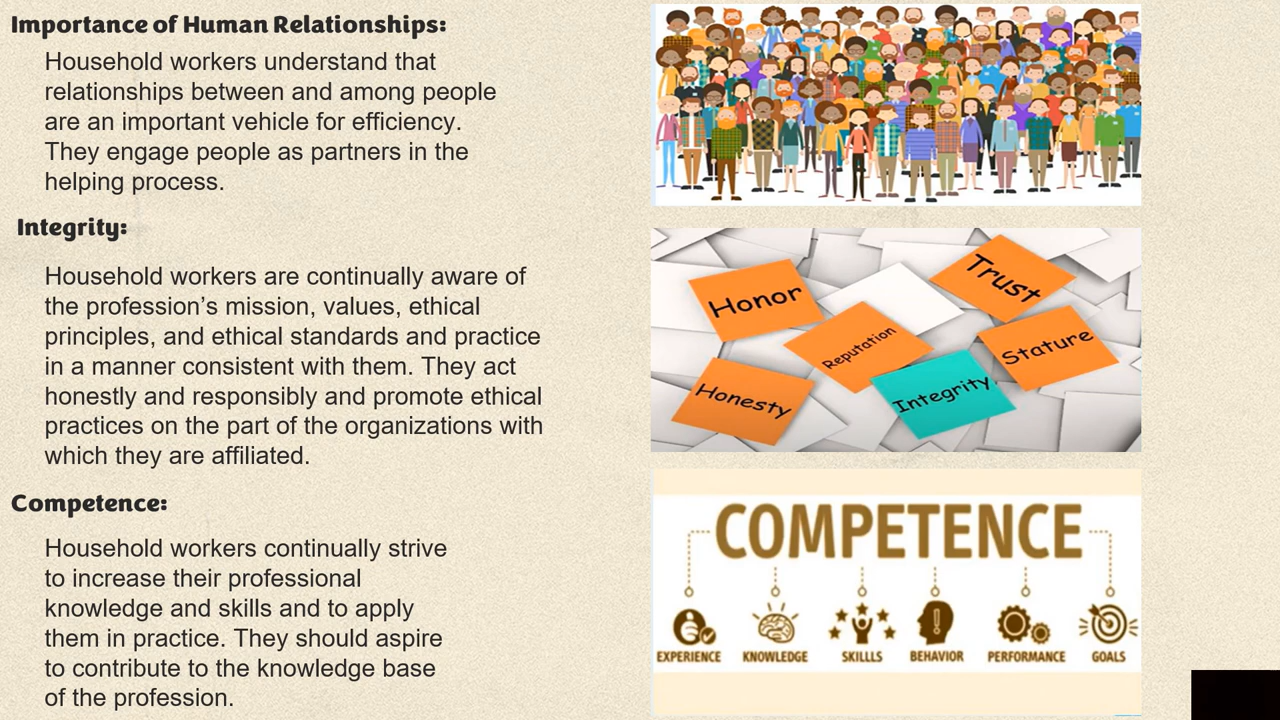 Importance of Human Relationships:
Household workers understand that
relationships between and among people
are an important vehicle for efficiency.
They engage people as partners in the
helping process.
Integrity:
Household workers are continually aware of
the profession’s mission, values, ethical
principles, and ethical standards and practice
in a manner consistent with them. They act
honestly and responsibly and promote ethical
practices on the part of the organizations with
which they are affiliated.
Competence:
Household workers continually strive
to increase their professional
knowledge and skills and to apply
them in practice. They should aspire
to contribute to the knowledge base
of the profession.
Honor
Trust
Reputation
Stature
Honesty
Integrity
COMPETENCE
EXPERIENCE
KNOWLEDGE
SKILLLS
BEHAVIOR
PERFORMANCE
GOALS